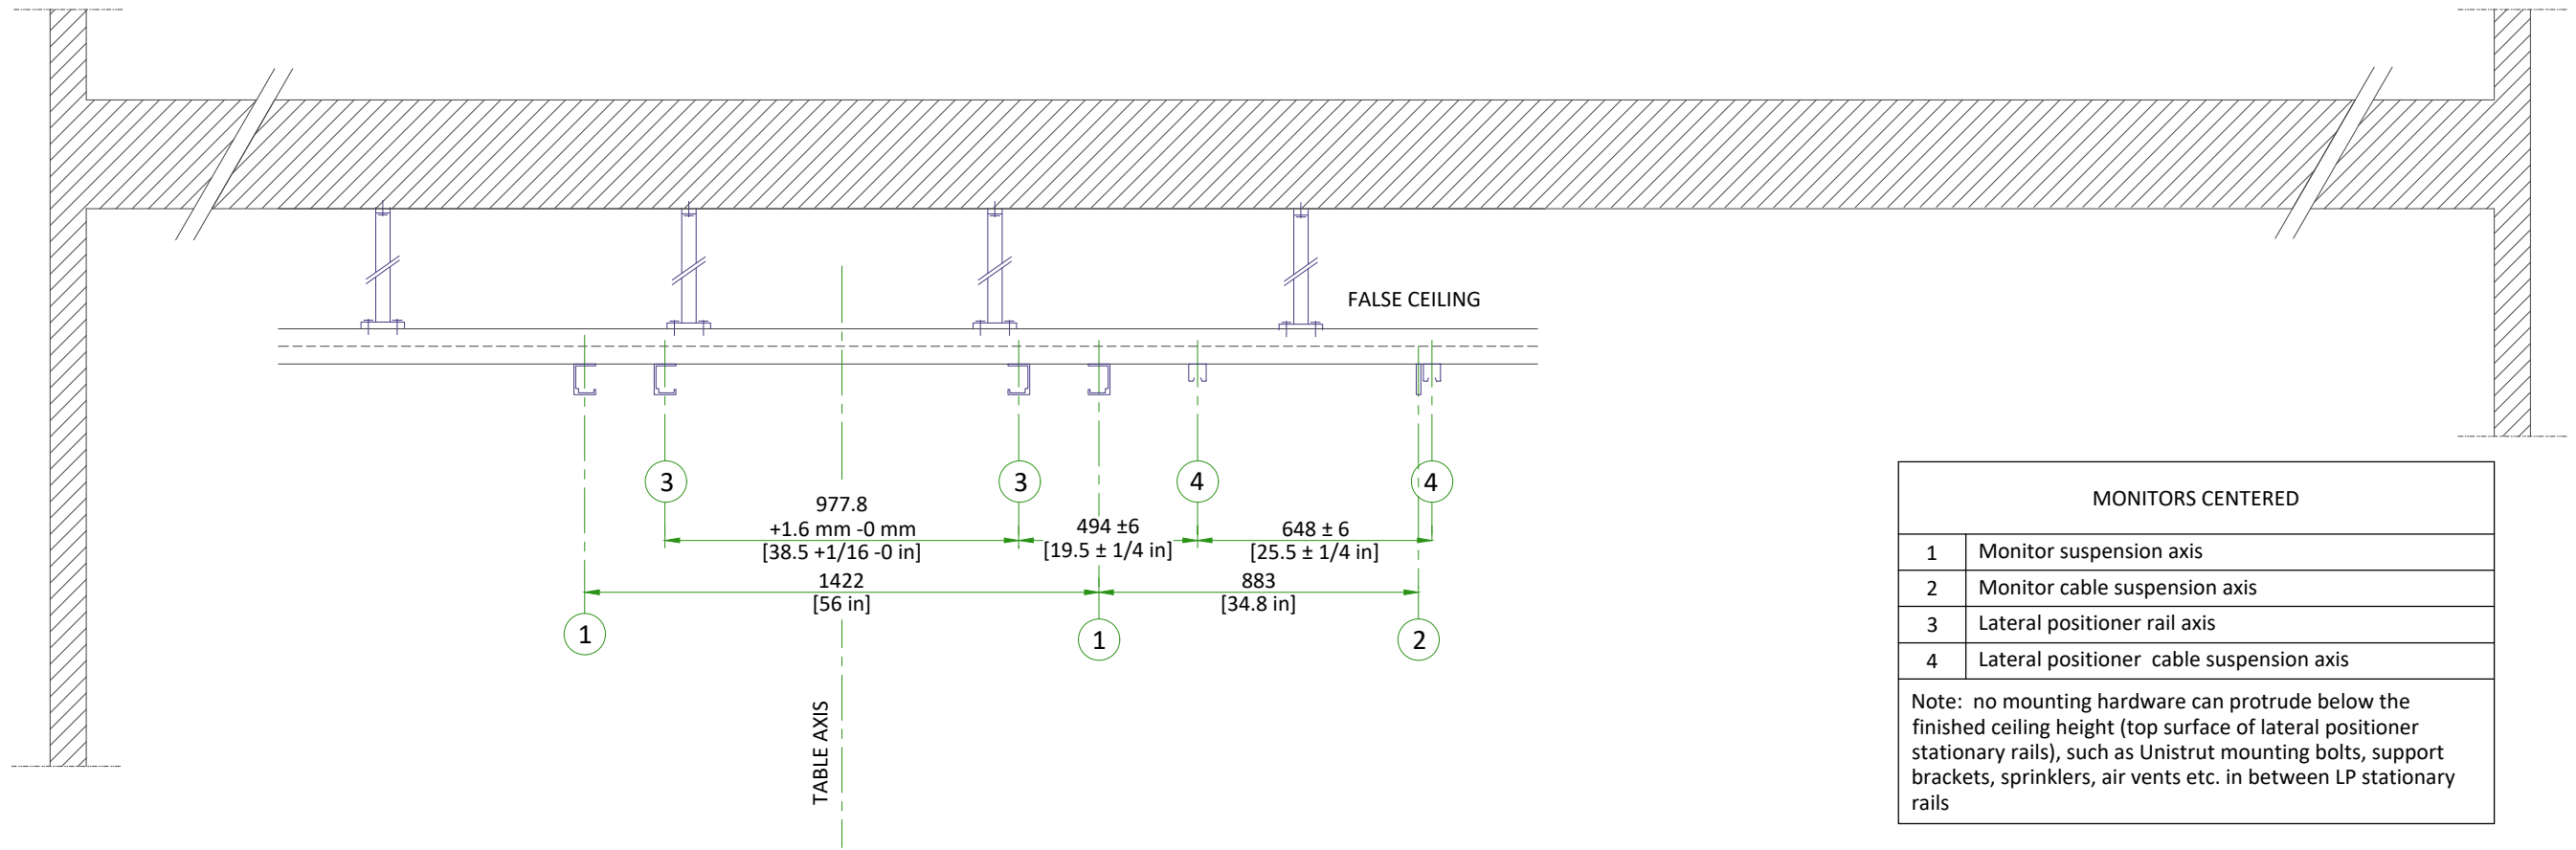 FALSE CEILING
3
3
4
4
977.8
+1.6 mm -0 mm
[38.5 +1/16 -0 in]
494 ±6
[19.5 ± 1/4 in]
648 ± 6
[25.5 ± 1/4 in]
1422
[56 in]
883
[34.8 in]
1
1
2
TABLE AXIS
MONITORS CENTERED
1 Monitor suspension axis
2 Monitor cable suspension axis
3 Lateral positioner rail axis
4 Lateral positioner cable suspension axis
Note: no mounting hardware can protrude below the
finished ceiling height (top surface of lateral positioner
stationary rails), such as Unistrut mounting bolts, support
brackets, sprinklers, air vents etc. in between LP stationary
rails